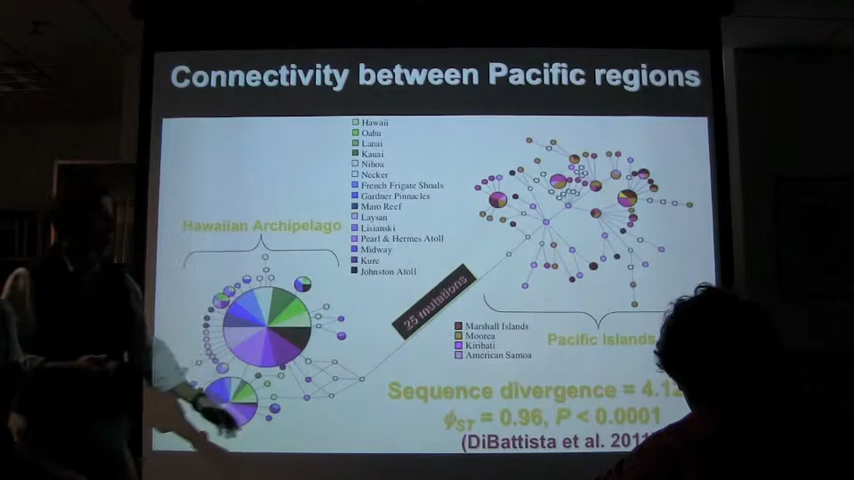 Connectivity between Pacific regions
Hawaii
Oahu
Lanai
Kauai
Nihoa
Necker
French Frigate Shoals
Gardner Pinnacles
Maro Reef
Laysan
Lisianski
Pearl & Hermes Atoll
Midway
Kure
Johnston Atoll
Hawaiian Archipelago
25 mutations
Marshall Islands
Moorea
Kiribati
American Samoa
Pacific Islands
Sequence divergence = 4.12
ϕST = 0.96, P < 0.0001
(DiBattista et al. 2011)